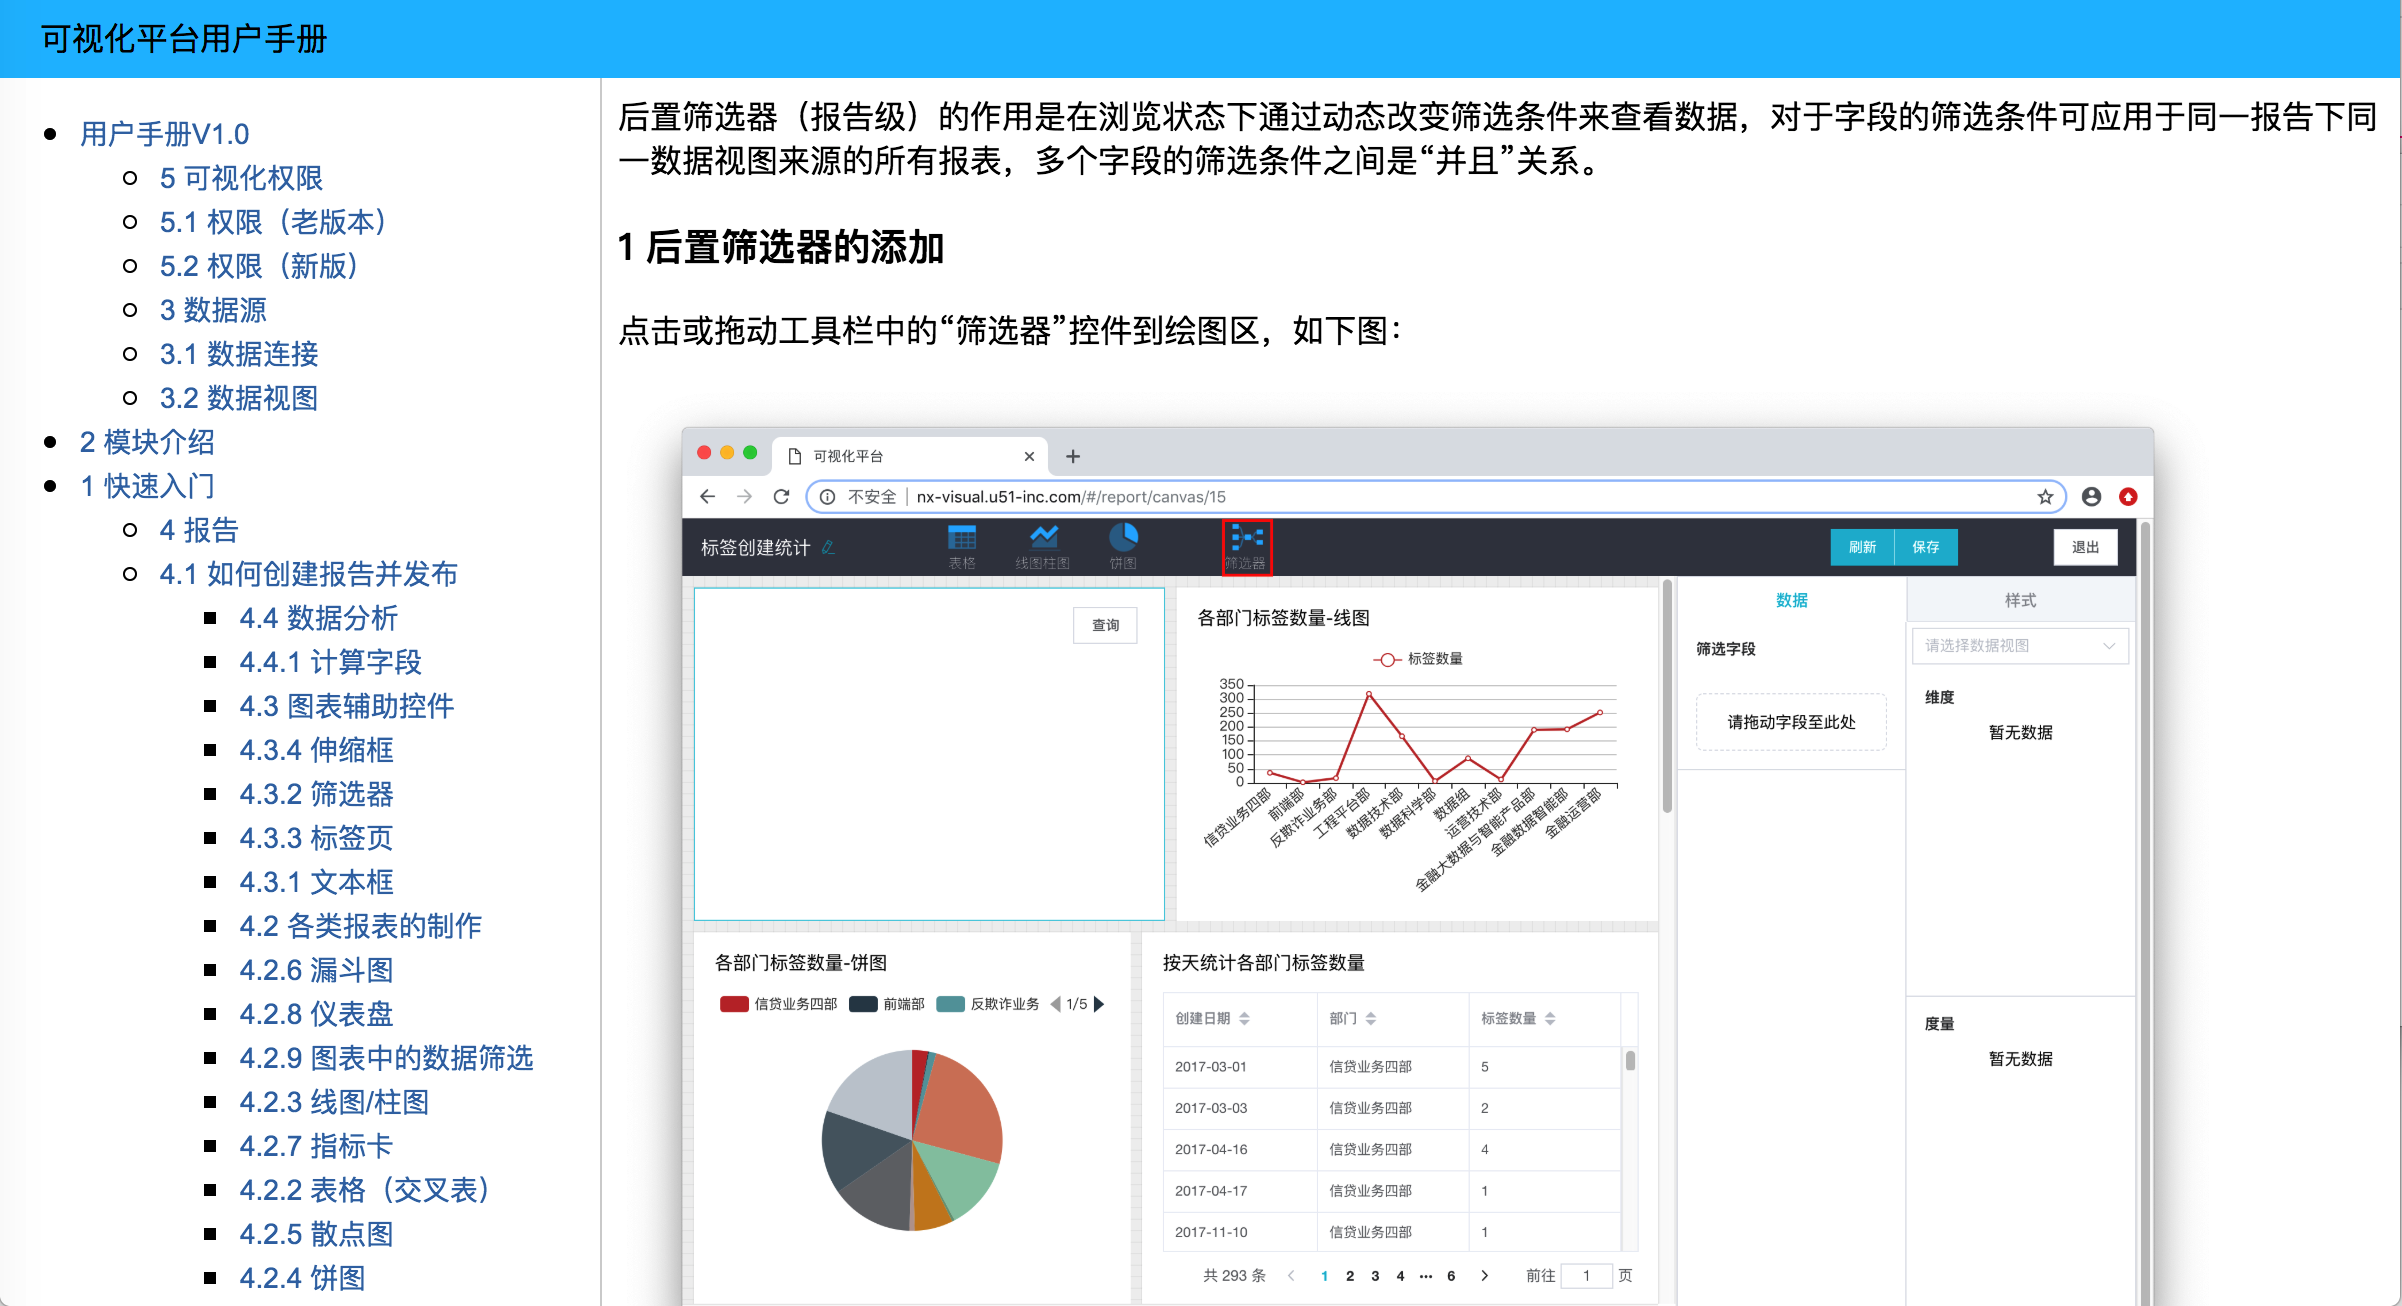 可视化平台用户手册
用户手册V1.0
5 可视化权限
5.1 权限（老版本）
5.2 权限（新版）
3 数据源
3.1 数据连接
3.2 数据视图
2 模块介绍
1 快速入门
4 报告
4.1 如何创建报告并发布
4.4 数据分析
4.4.1 计算字段
4.3 图表辅助控件
4.3.4 伸缩框
4.3.2 筛选器
4.3.3 标签页
4.3.1 文本框
4.2 各类报表的制作
4.2.6 漏斗图
4.2.8 仪表盘
4.2.9 图表中的数据筛选
4.2.3 线图/柱图
4.2.7 指标卡
4.2.2 表格（交叉表）
4.2.5 散点图
4.2.4 饼图
后置筛选器（报告级）的作用是在浏览状态下通过动态改变筛选条件来查看数据，对于字段的筛选条件可应用于同一报告下同
一数据视图来源的所有报表，多个字段的筛选条件之间是“并且”关系。
1 后置筛选器的添加
点击或拖动工具栏中的“筛选器”控件到绘图区，如下图：
可视化平台
不安全 | nx-visual.u51-inc.com/#/report/canvas/15
标签创建统计
表格 线图柱图 饼图 筛选器
刷新 保存 退出
查询
各部门标签数量-线图
标签数量
350
300
250
200
150
100
50
0
信贷业务四部
前端部
反欺诈业务部
工程平台部
数据技术部
数据科学部
数据组
运营技术部
金融大数据与智能产品部
金融数据智能部
金融运营部
数据 样式
筛选字段
请选择数据视图
请拖动字段至此处
维度
暂无数据
度量
暂无数据
各部门标签数量-饼图
信贷业务四部 前端部 反欺诈业务 1/5
按天统计各部门标签数量
创建日期 部门 标签数量
2017-03-01 信贷业务四部 5
2017-03-03 信贷业务四部 2
2017-04-16 信贷业务四部 4
2017-04-17 信贷业务四部 1
2017-11-10 信贷业务四部 1
共 293 条 1 2 3 4 ··· 6 前往 1 页